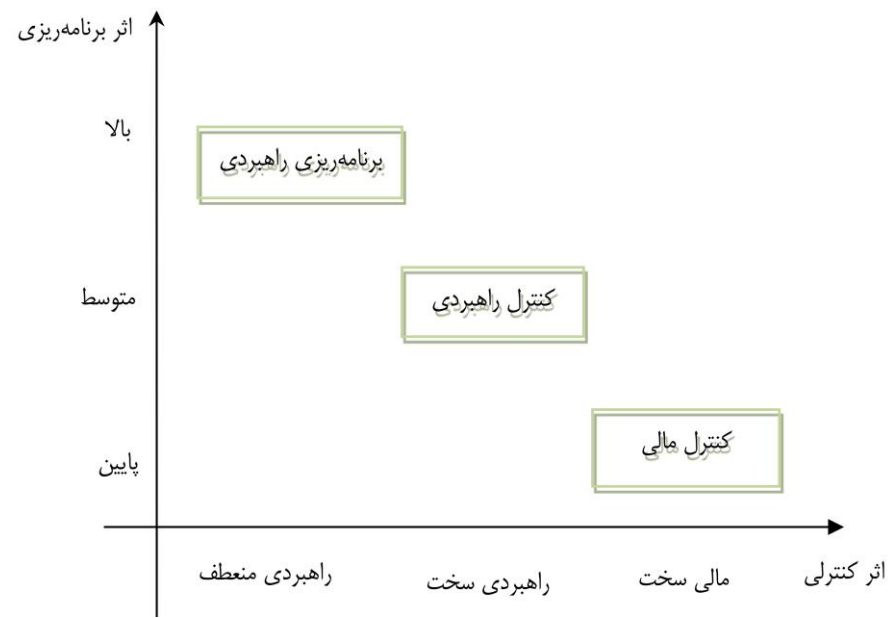 اثر برنامه‌ریزی
بالا
برنامه‌ریزی راهبردی
متوسط
کنترل راهبردی
پایین
کنترل مالی
اثر کنترلی
مالی سخت
راهبردی سخت
راهبردی منعطف